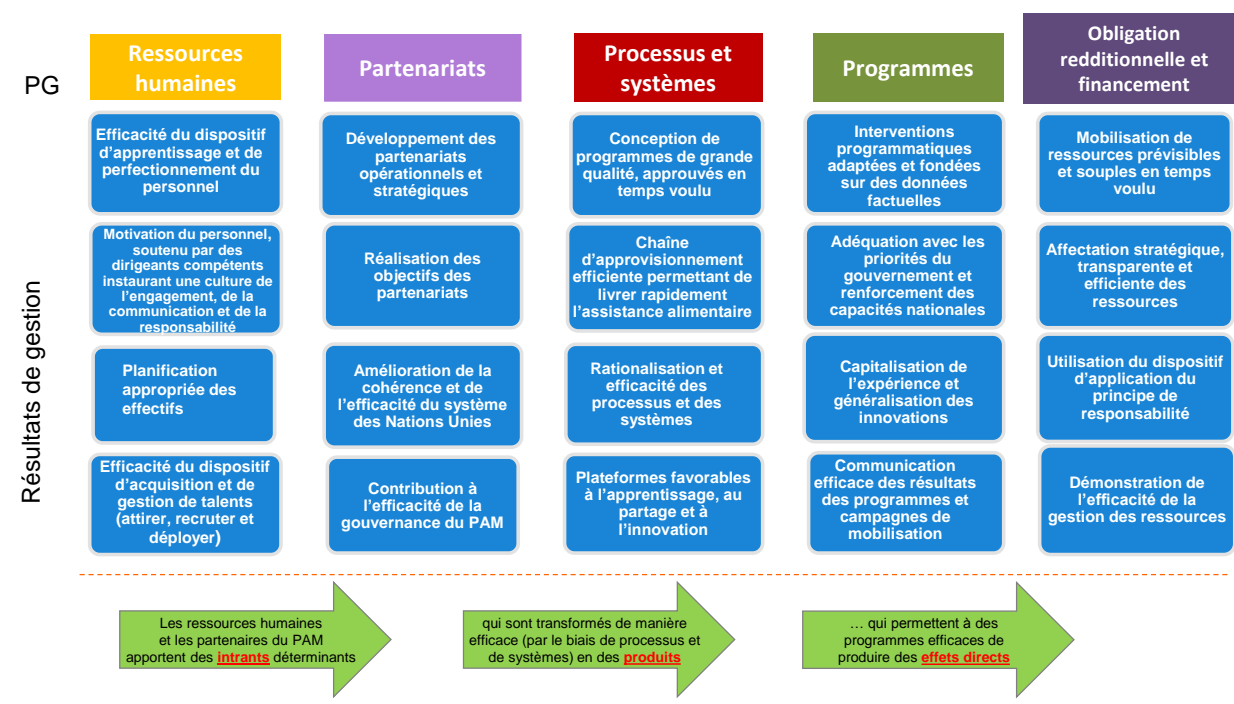 PG
Ressources
humaines
Partenariats
Processus et
systèmes
Programmes
Obligation
redditionnelle et
financement
Résultats de gestion
Efficacité du dispositif
d’apprentissage et de
perfectionnement du
personnel
Développement des
partenariats
opérationnels et
stratégiques
Conception de
programmes de grande
qualité, approuvés en
temps voulu
Interventions
programmatiques
adaptées et fondées
sur des données
factuelles
Mobilisation de
ressources prévisibles
et souples en temps
voulu
Motivation du personnel,
soutenu par des
dirigeants compétents
instaurant une culture de
l’engagement, de la
communication et de la
responsabilité
Réalisation des
objectifs des
partenariats
Chaîne
d’approvisionnement
efficiente permettant de
livrer rapidement
l’assistance alimentaire
Adéquation avec les
priorités du
gouvernement et
renforcement des
capacités nationales
Affectation stratégique,
transparente et
efficiente des
ressources
Planification
appropriée des
effectifs
Amélioration de la
cohérence et de
l’efficacité du système
des Nations Unies
Rationalisation et
efficacité des
processus et des
systèmes
Capitalisation de
l’expérience et
généralisation des
innovations
Utilisation du dispositif
d’application du
principe de
responsabilité
Efficacité du dispositif
d’acquisition et de
gestion de talents
(attirer, recruter et
déployer)
Contribution à
l’efficacité de la
gouvernance du PAM
Plateformes favorables
à l’apprentissage, au
partage et à
l’innovation
Communication
efficace des résultats
des programmes et
campagnes de
mobilisation
Démonstration de
l’efficacité de la
gestion des ressources
Les ressources humaines
et les partenaires du PAM
apportent des intrants déterminants
qui sont transformés de manière
efficace (par le biais de processus et
de systèmes) en des produits
… qui permettent à des
programmes efficaces de
produire des effets directs